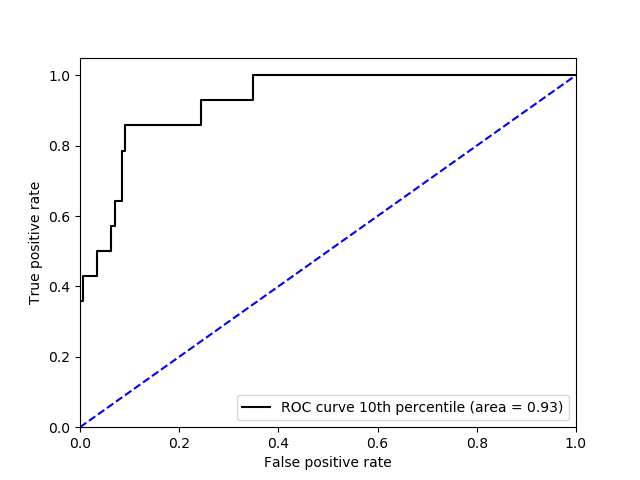 1.0
0.8
0.6
0.4
0.2
0.0
True positive rate
ROC curve 10th percentile (area = 0.93)
0.0 0.2 0.4 0.6 0.8 1.0
False positive rate